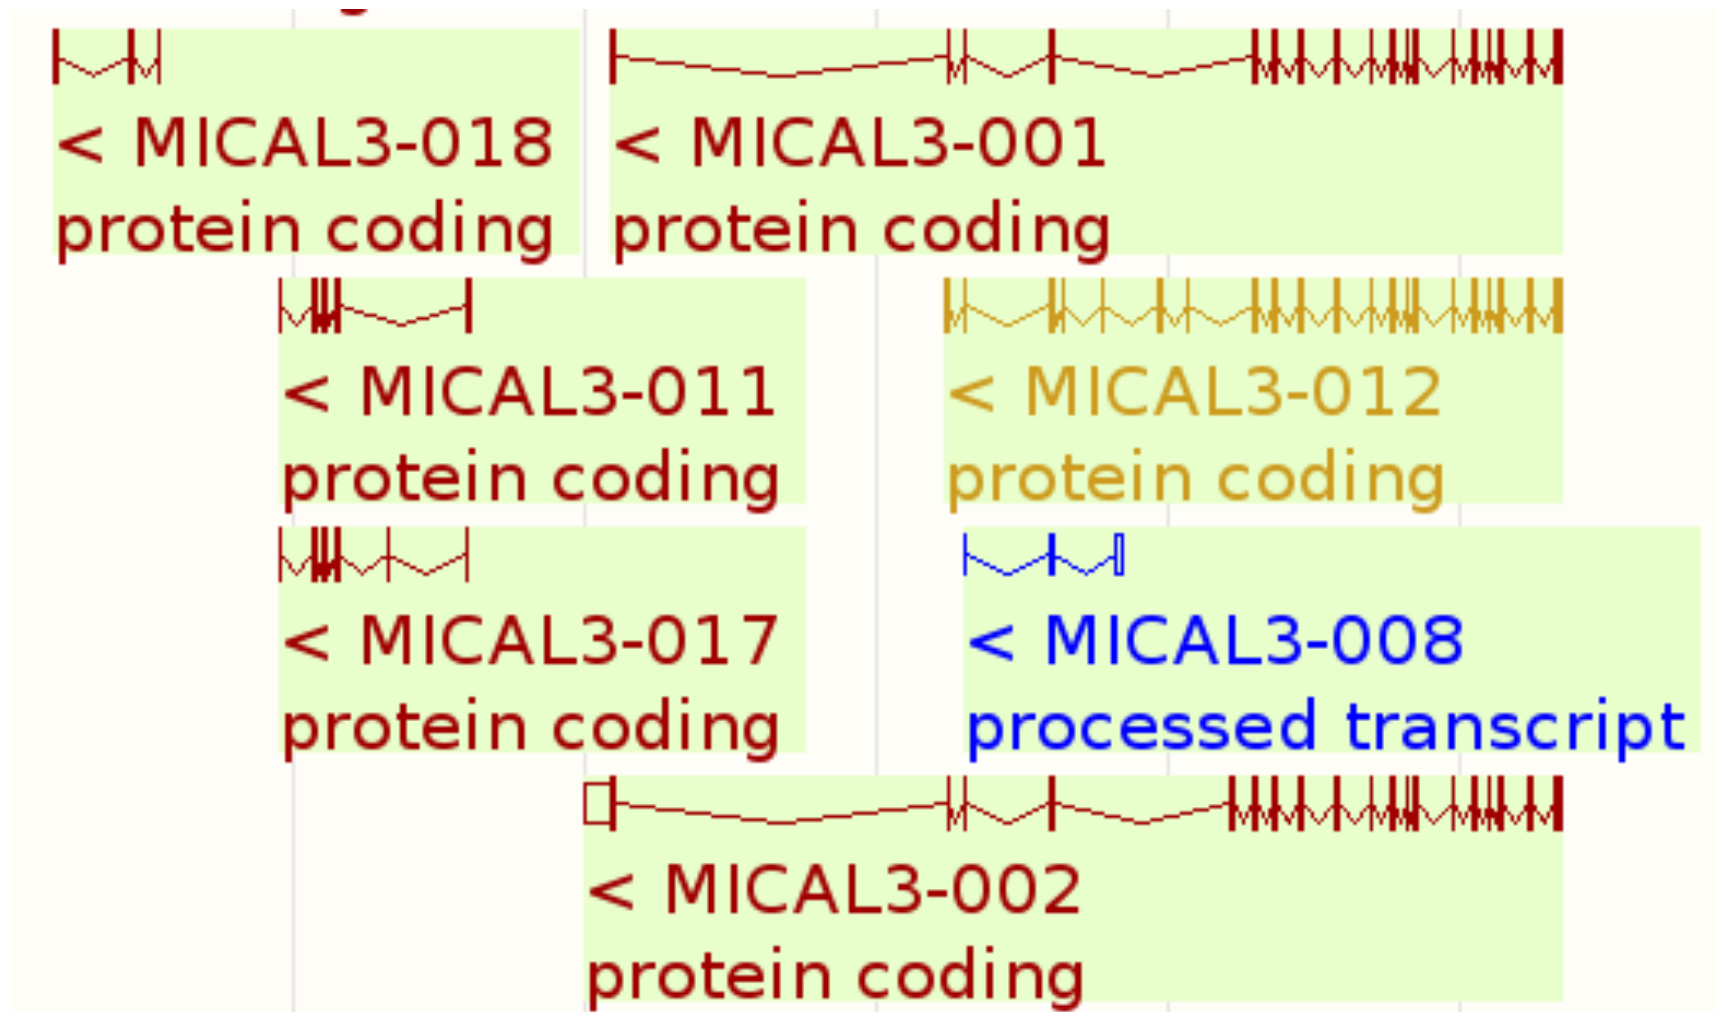 < MICAL3-018
protein coding
< MICAL3-001
protein coding
< MICAL3-011
protein coding
< MICAL3-012
protein coding
< MICAL3-017
protein coding
< MICAL3-008
processed transcript
< MICAL3-002
protein coding